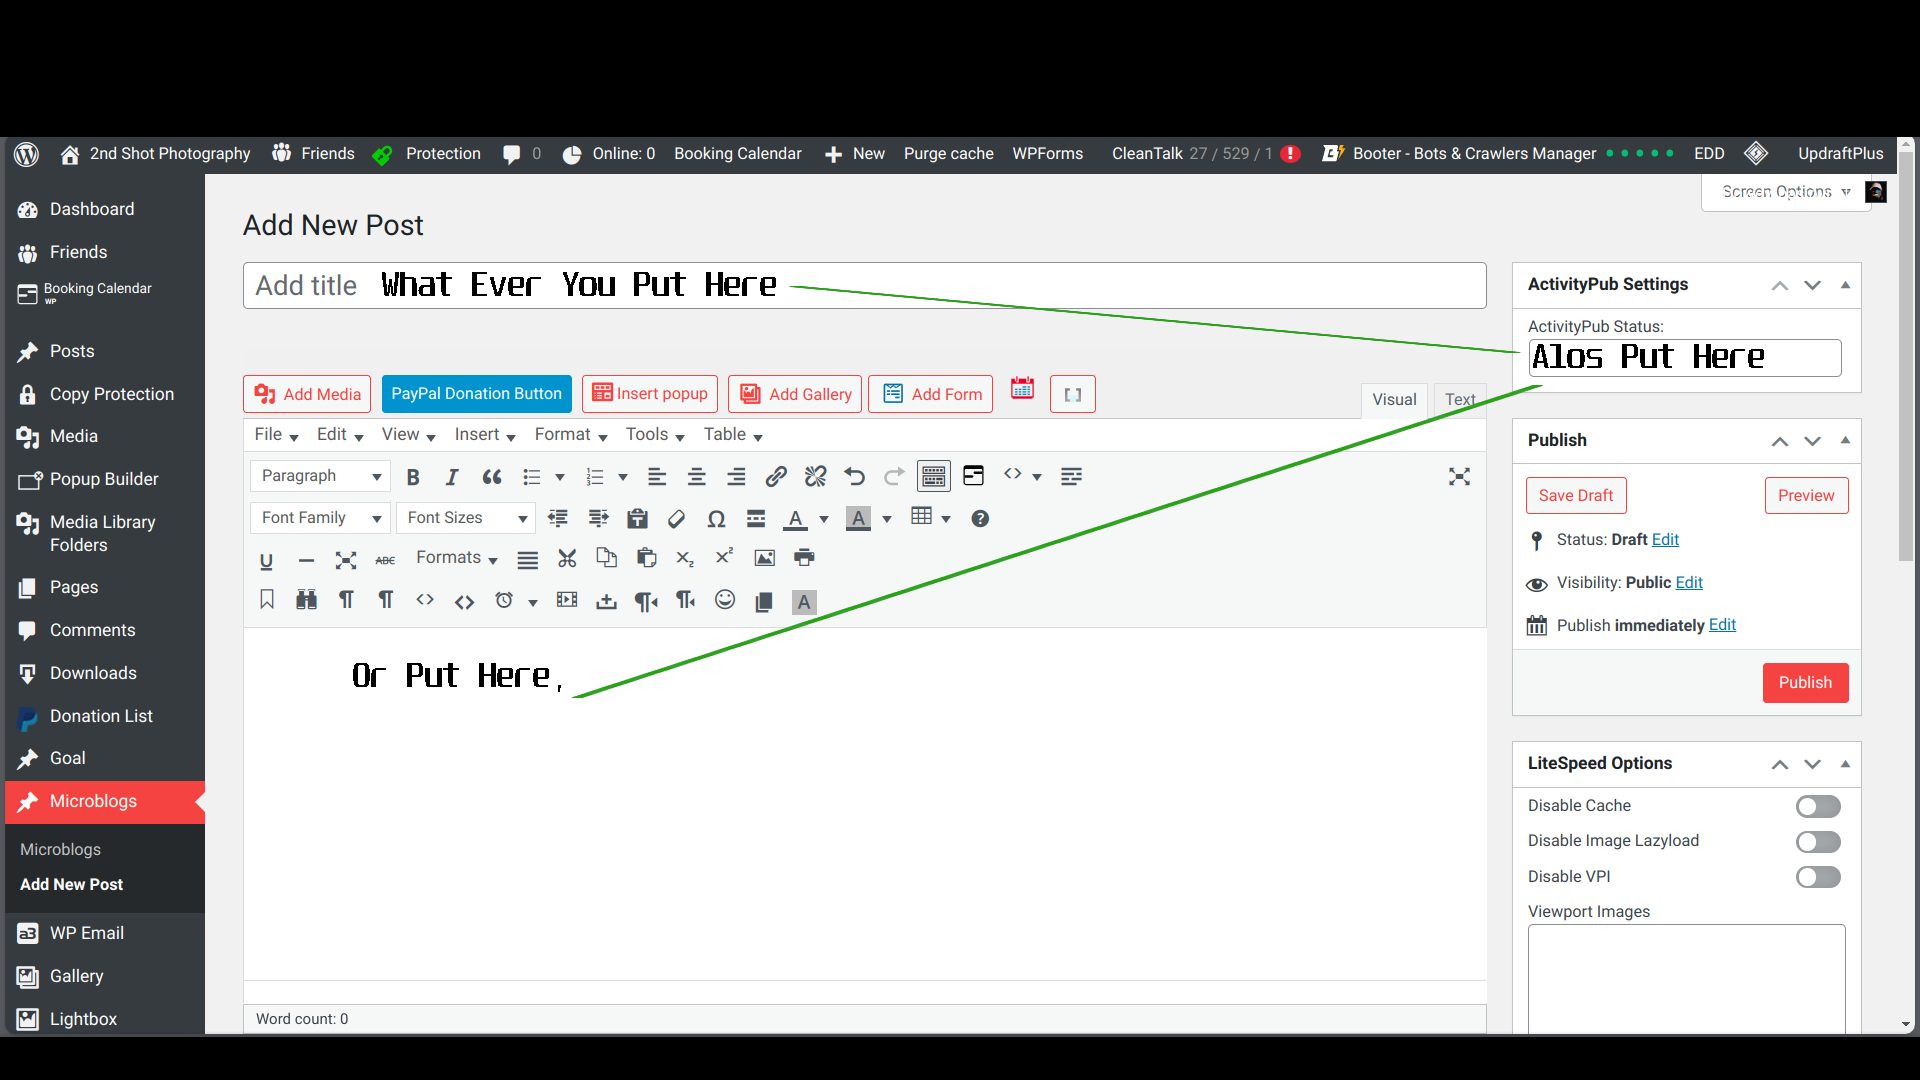 2nd Shot Photography Friends Protection 0 Online: 0 Booking Calendar New Purge cache WPForms CleanTalk 27 / 529 / 1 Booter - Bots & Crawlers Manager EDD UpdraftPlus
Screen Options
Dashboard
Friends
Booking Calendar
WP
Posts
Copy Protection
Media
Popup Builder
Media Library
Folders
Pages
Comments
Downloads
Donation List
Goal
Microblogs
Microblogs
Add New Post
a3 WP Email
Gallery
Lightbox
Add New Post
Add title What Ever You Put Here
Add Media PayPal Donation Button Insert popup Add Gallery Add Form [ ] Visual Text
File Edit View Insert Format Tools Table
Paragraph B I
Font Family Font Sizes
Formats
Or Put Here,
Word count: 0
ActivityPub Settings
ActivityPub Status:
Alos Put Here
Publish
Save Draft Preview
Status: Draft Edit
Visibility: Public Edit
Publish immediately Edit
Publish
LiteSpeed Options
Disable Cache
Disable Image Lazyload
Disable VPI
Viewport Images